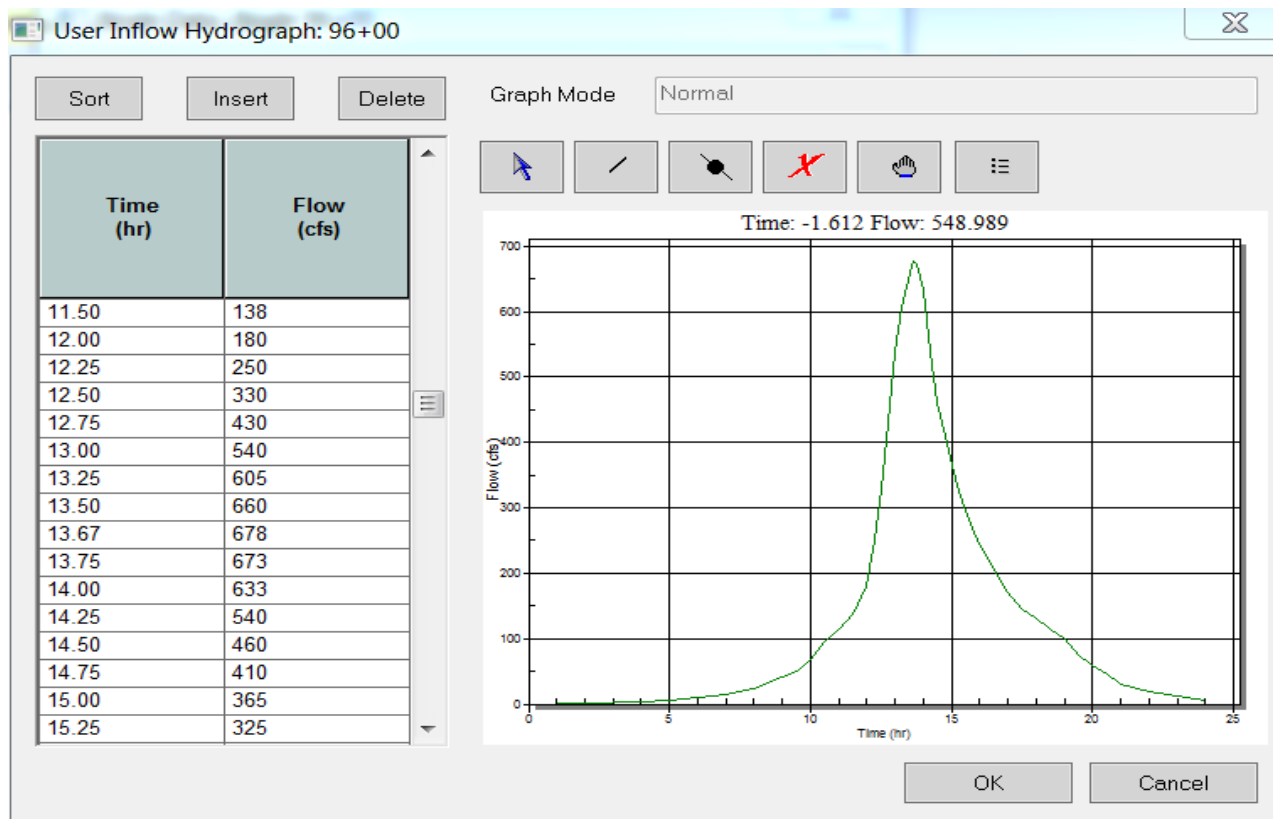 User Inflow Hydrograph: 96+00
Sort Insert Delete
Graph Mode Normal
Time (hr) Flow (cfs)
11.50 138
12.00 180
12.25 250
12.50 330
12.75 430
13.00 540
13.25 605
13.50 660
13.67 678
13.75 673
14.00 633
14.25 540
14.50 460
14.75 410
15.00 365
15.25 325
Time: -1.612 Flow: 548.989
700
600
500
400
300
200
100
0
Flow (cfs)
0 5 10 15 20 25
Time (hr)
OK Cancel